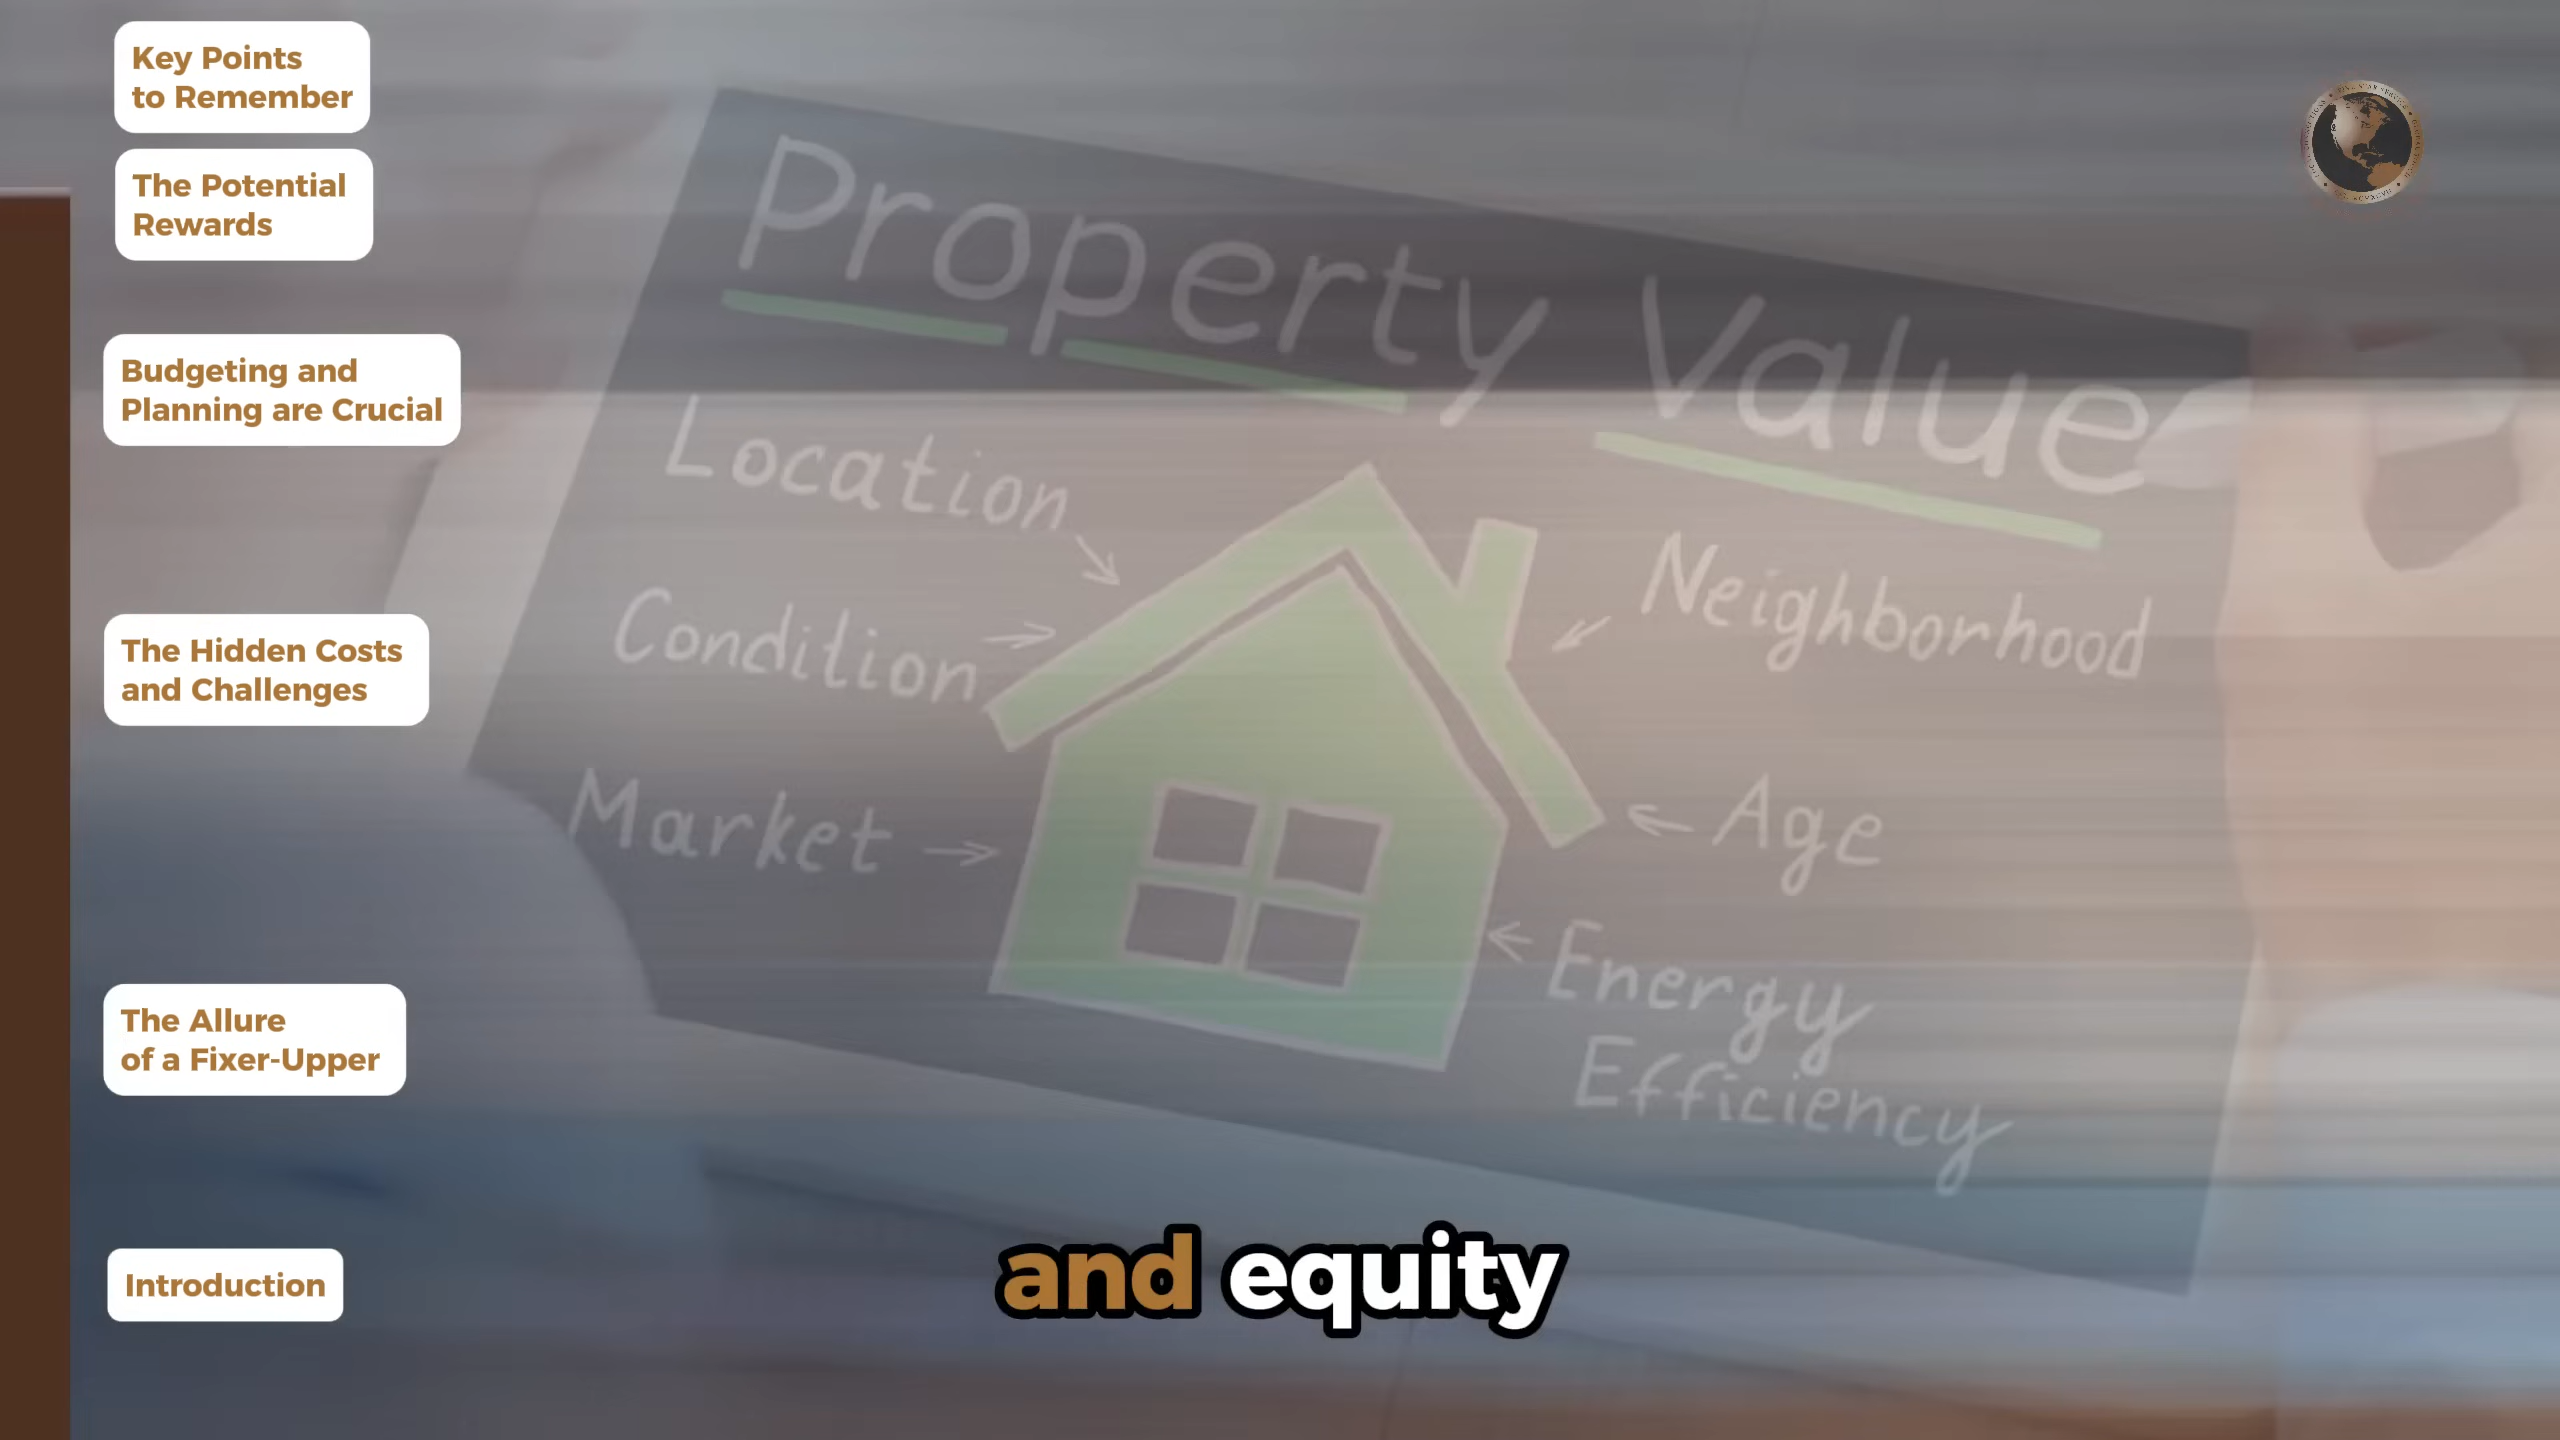 Key Points
to Remember
The Potential
Rewards
Budgeting and
Planning are Crucial
The Hidden Costs
and Challenges
The Allure
of a Fixer-Upper
Introduction
Property Value
Location
Condition
Market
Neighborhood
Age
Energy
Efficiency
and equity